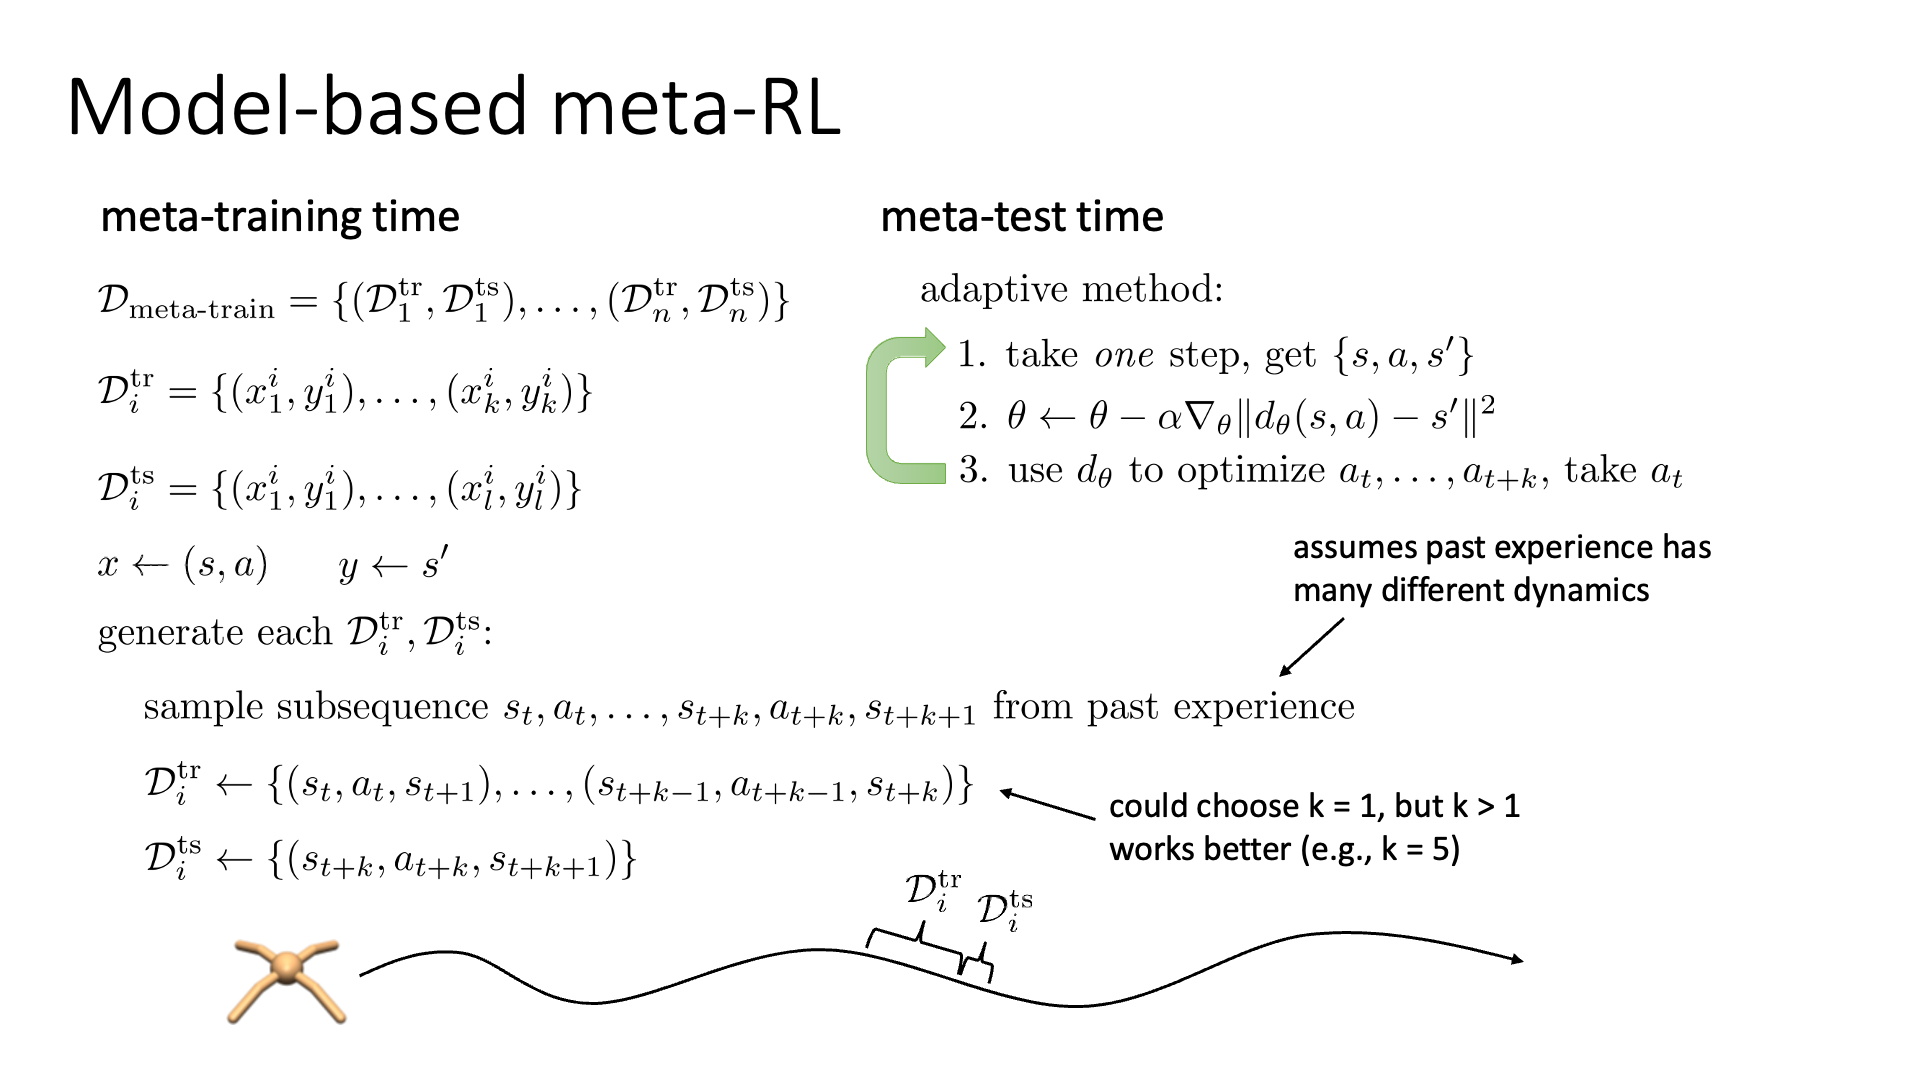 Model-based meta-RL
meta-training time
$\mathcal{D}_{\text{meta-train}} = \{(\mathcal{D}_1^{\text{tr}}, \mathcal{D}_1^{\text{ts}}), \ldots, (\mathcal{D}_n^{\text{tr}}, \mathcal{D}_n^{\text{ts}})\}$
$\mathcal{D}_i^{\text{tr}} = \{(x_1^i, y_1^i), \ldots, (x_k^i, y_k^i)\}$
$\mathcal{D}_i^{\text{ts}} = \{(x_1^i, y_1^i), \ldots, (x_l^i, y_l^i)\}$
$x \leftarrow (s, a)$ $y \leftarrow s'$
generate each $\mathcal{D}_i^{\text{tr}}, \mathcal{D}_i^{\text{ts}}$:
sample subsequence $s_t, a_t, \ldots, s_{t+k}, a_{t+k}, s_{t+k+1}$ from past experience
$\mathcal{D}_i^{\text{tr}} \leftarrow \{(s_t, a_t, s_{t+1}), \ldots, (s_{t+k-1}, a_{t+k-1}, s_{t+k})\}$
$\mathcal{D}_i^{\text{ts}} \leftarrow \{(s_{t+k}, a_{t+k}, s_{t+k+1})\}$
meta-test time
adaptive method:
1. take one step, get $\{s, a, s'\}$
2. $\theta \leftarrow \theta - \alpha \nabla_\theta \|d_\theta(s, a) - s'\|^2$
3. use $d_\theta$ to optimize $a_t, \ldots, a_{t+k}$, take $a_t$
assumes past experience has
many different dynamics
could choose k = 1, but k > 1
works better (e.g., k = 5)
$\mathcal{D}_i^{\text{tr}}$
$\mathcal{D}_i^{\text{ts}}$